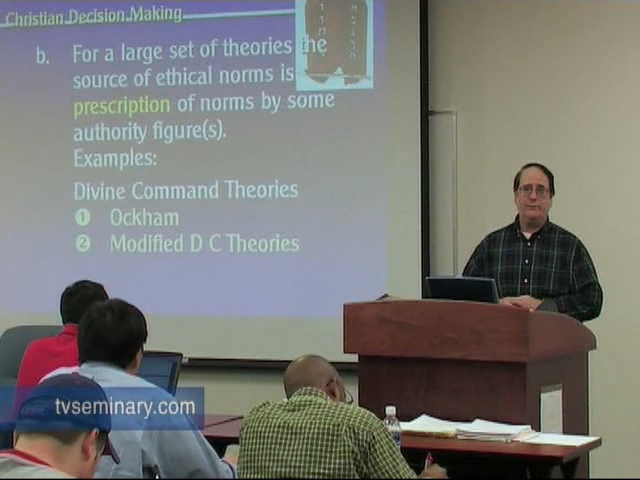 Christian Decision Making
b. For a large set of theories the
source of ethical norms is
prescription of norms by some
authority figure(s).
Examples:
Divine Command Theories
1 Ockham
2 Modified D C Theories
tvseminary.com